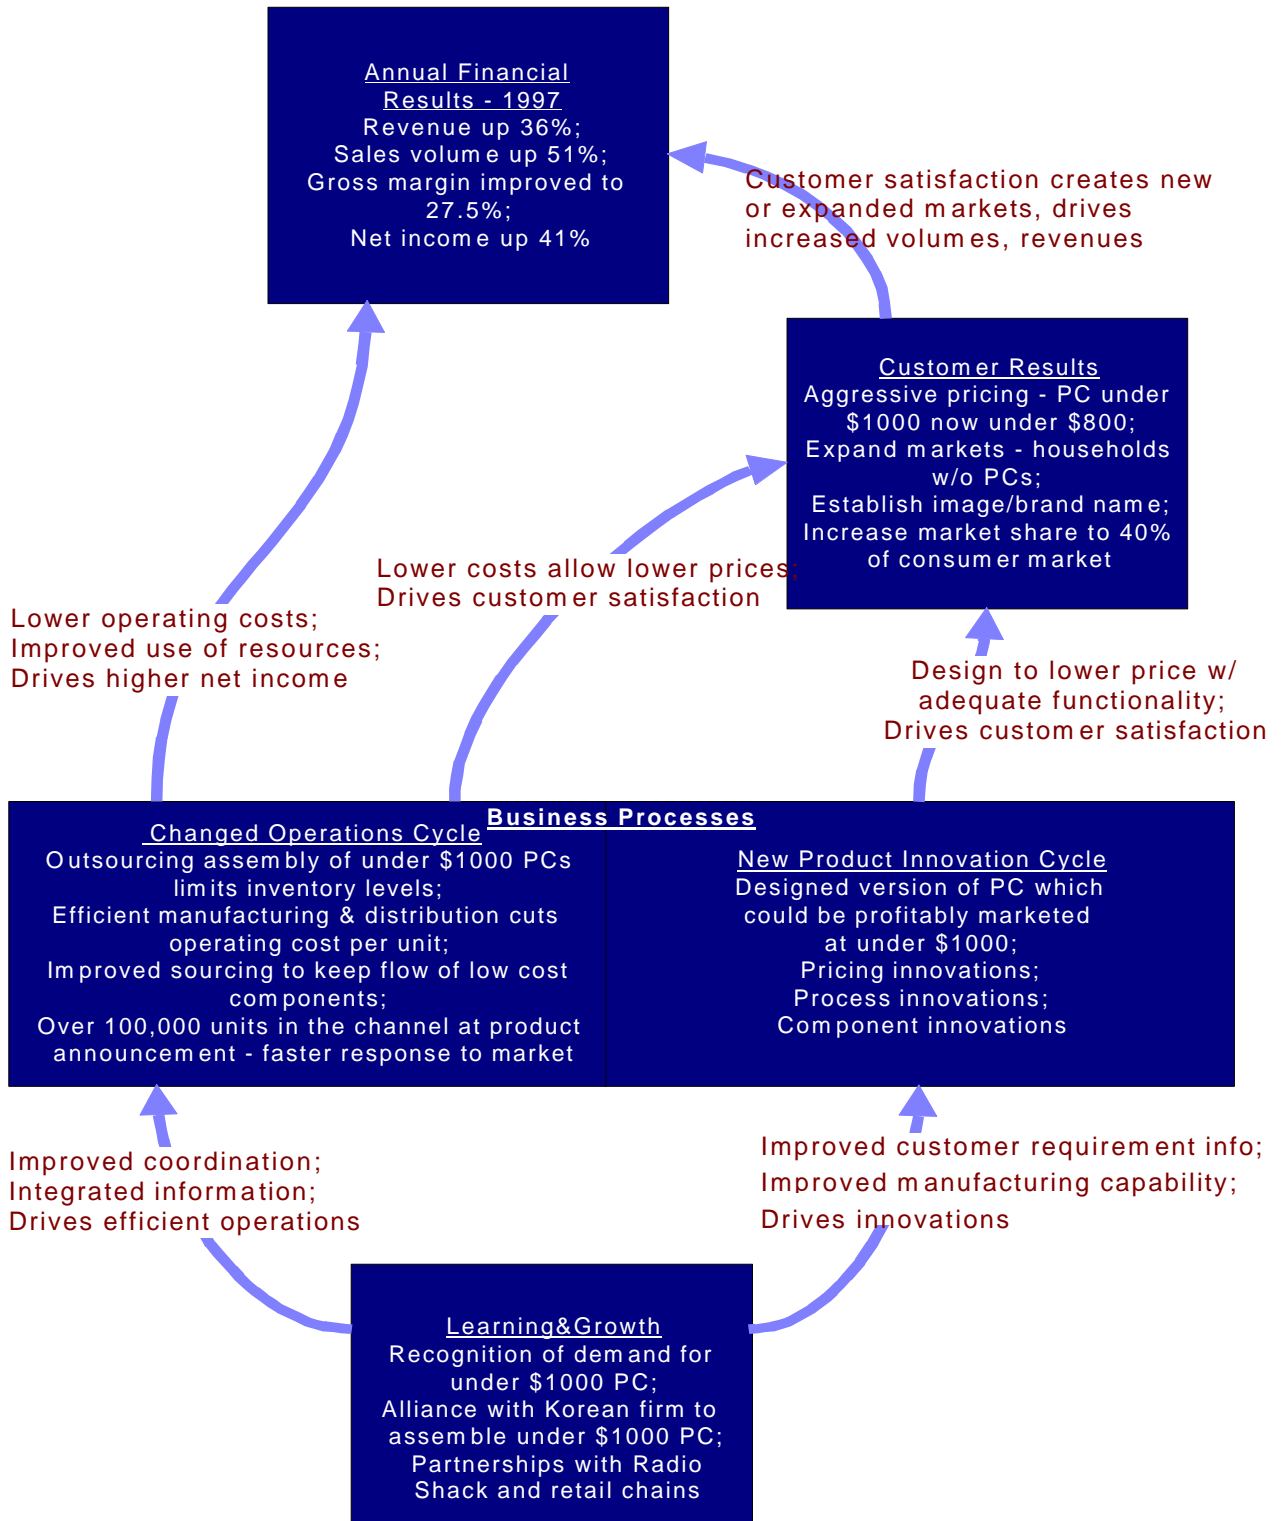 Annual Financial
Results - 1997
Revenue up 36%;
Sales volume up 51%;
Gross margin improved to
27.5%;
Net income up 41%
Customer satisfaction creates new
or expanded markets, drives
increased volumes, revenues
Customer Results
Aggressive pricing - PC under
$1000 now under $800;
Expand markets - households
w/o PCs;
Establish image/brand name;
Increase market share to 40%
of consumer market
Lower costs allow lower prices;
Drives customer satisfaction
Lower operating costs;
Improved use of resources;
Drives higher net income
Design to lower price w/
adequate functionality;
Drives customer satisfaction
Business Processes
Changed Operations Cycle
Outsourcing assembly of under $1000 PCs
limits inventory levels;
Efficient manufacturing & distribution cuts
operating cost per unit;
Improved sourcing to keep flow of low cost
components;
Over 100,000 units in the channel at product
announcement - faster response to market
New Product Innovation Cycle
Designed version of PC which
could be profitably marketed
at under $1000;
Pricing innovations;
Process innovations;
Component innovations
Improved coordination;
Integrated information;
Drives efficient operations
Improved customer requirement info;
Improved manufacturing capability;
Drives innovations
Learning&Growth
Recognition of demand for
under $1000 PC;
Alliance with Korean firm to
assemble under $1000 PC;
Partnerships with Radio
Shack and retail chains